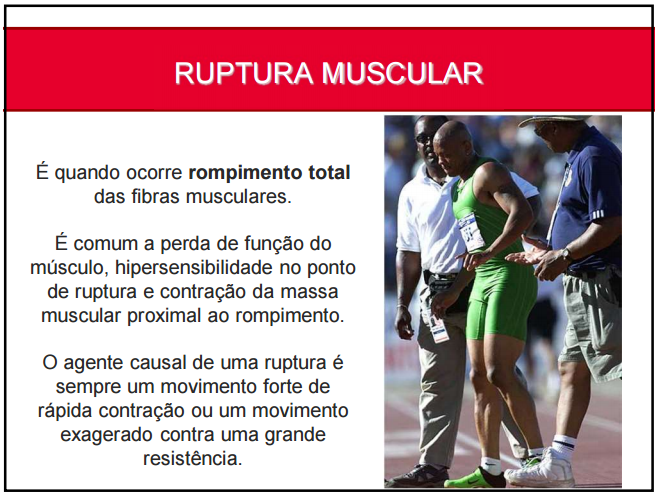 RUPTURA MUSCULAR
É quando ocorre rompimento total
das fibras musculares.
É comum a perda de função do
músculo, hipersensibilidade no ponto
de ruptura e contração da massa
muscular proximal ao rompimento.
O agente causal de uma ruptura é
sempre um movimento forte de
rápida contração ou um movimento
exagerado contra uma grande
resistência.